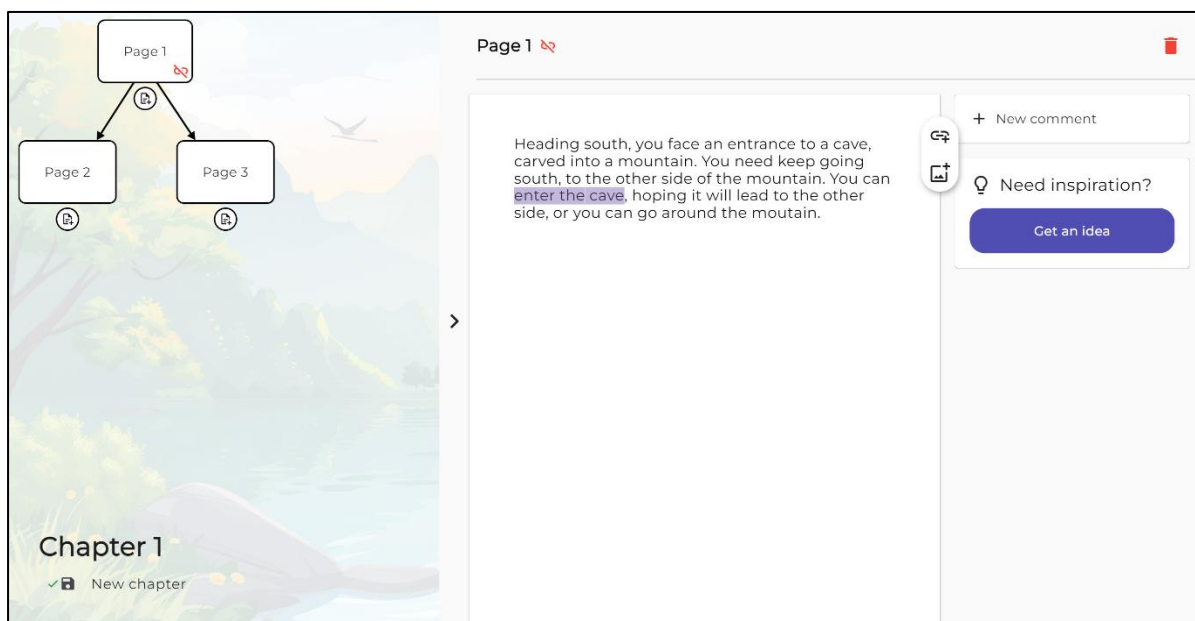 Page 1
Page 2
Page 3
Chapter 1
New chapter
Page 1
Heading south, you face an entrance to a cave,
carved into a mountain. You need keep going
south, to the other side of the mountain. You can
enter the cave, hoping it will lead to the other
side, or you can go around the moutain.
+ New comment
Need inspiration?
Get an idea